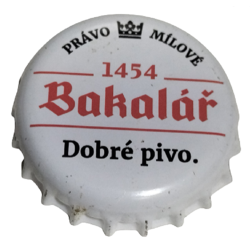 PRÁVO MÍLOVÉ
1454
Bakalář
Dobré pivo.